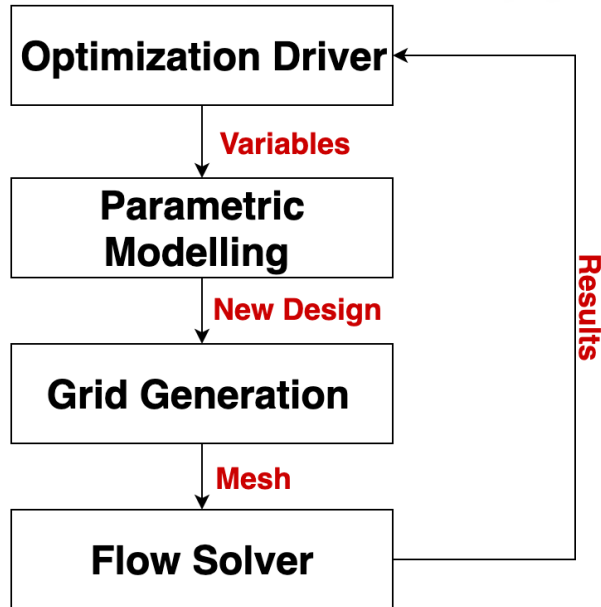 Optimization Driver
Variables
Parametric
Modelling
New Design
Results
Grid Generation
Mesh
Flow Solver